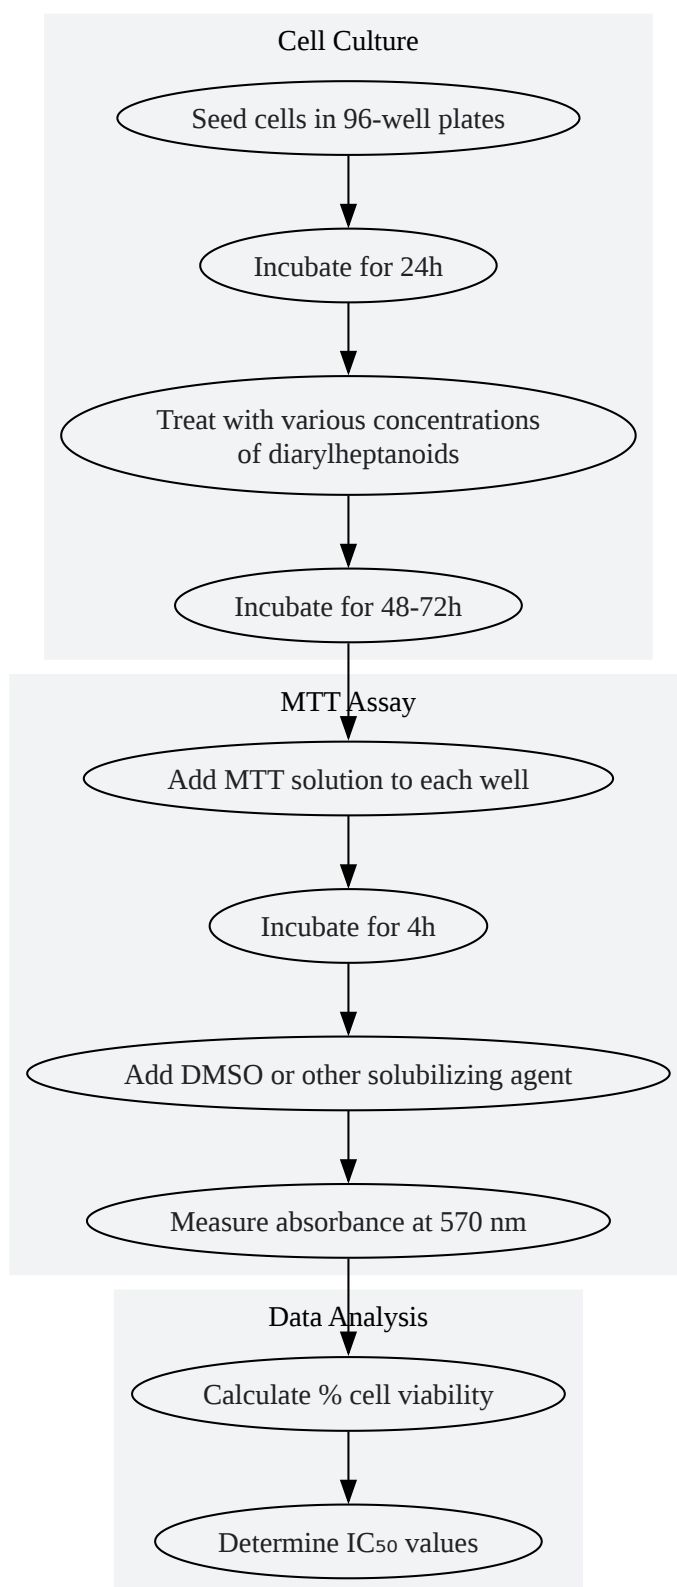 Cell Culture
Seed cells in 96-well plates
Incubate for 24h
Treat with various concentrations
of diarylheptanoids
Incubate for 48-72h
MTT Assay
Add MTT solution to each well
Incubate for 4h
Add DMSO or other solubilizing agent
Measure absorbance at 570 nm
Data Analysis
Calculate % cell viability
Determine IC₅₀ values